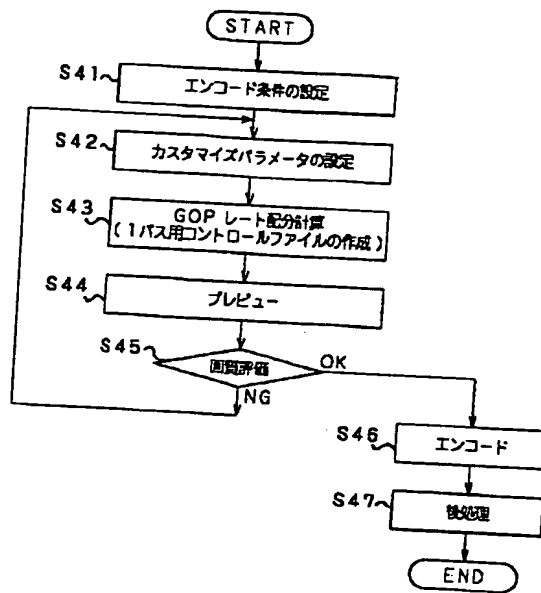 START
S41
エンコード条件の設定
S42
カスタマイズパラメータの設定
S43
GOP レート配分計算
(1パス用コントロールファイルの作成)
S44
プレビュー
S45
画質評価
OK
NG
S46
エンコード
S47
後処理
END